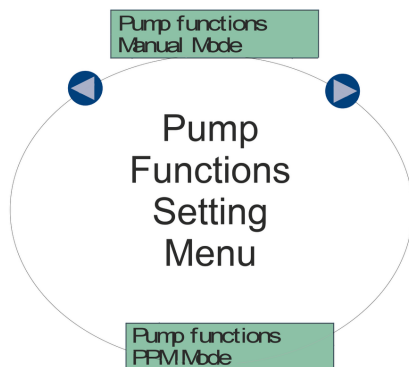 Pump functions
Manual Mode
Pump
Functions
Setting
Menu
Pump functions
PPM Mode